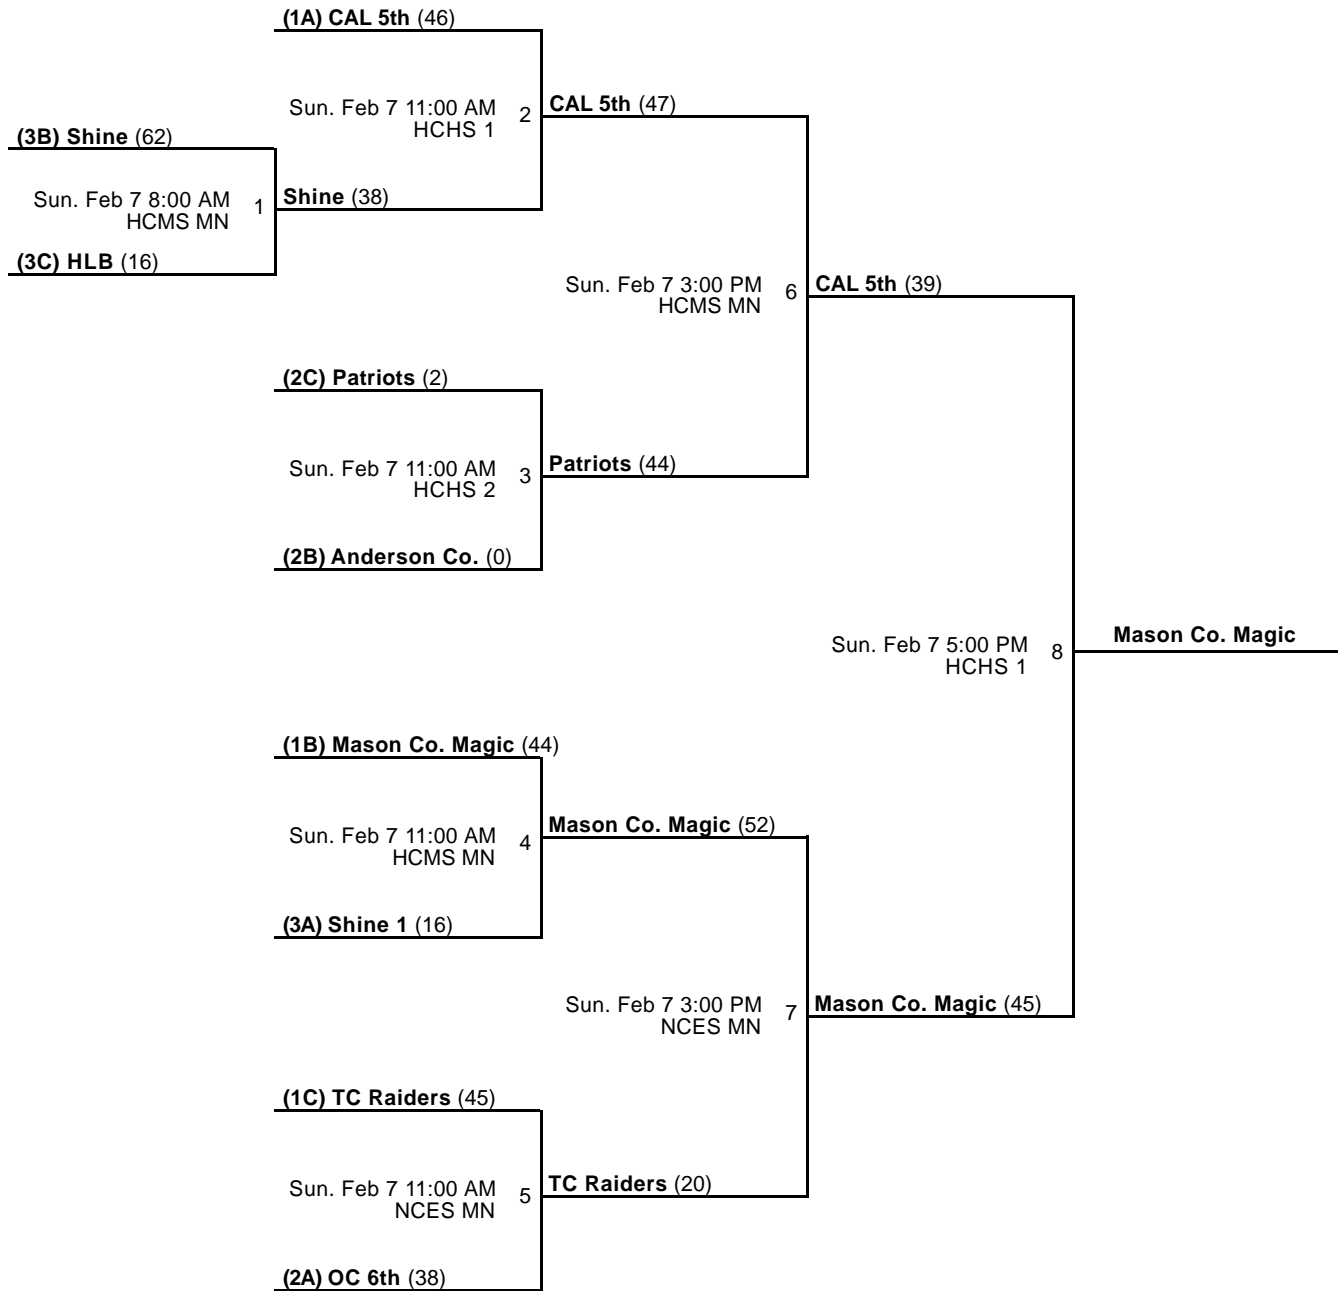 (1A) CAL 5th (46)
Sun. Feb 7 11:00 AM
HCHS 1
2
CAL 5th (47)
(3B) Shine (62)
Sun. Feb 7 8:00 AM
HCMS MN
1
Shine (38)
(3C) HLB (16)
Sun. Feb 7 3:00 PM
HCMS MN
6
CAL 5th (39)
(2C) Patriots (2)
Sun. Feb 7 11:00 AM
HCHS 2
3
Patriots (44)
(2B) Anderson Co. (0)
Sun. Feb 7 5:00 PM
HCHS 1
8
Mason Co. Magic
(1B) Mason Co. Magic (44)
Sun. Feb 7 11:00 AM
HCMS MN
4
Mason Co. Magic (52)
(3A) Shine 1 (16)
Sun. Feb 7 3:00 PM
NCES MN
7
Mason Co. Magic (45)
(1C) TC Raiders (45)
Sun. Feb 7 11:00 AM
NCES MN
5
TC Raiders (20)
(2A) OC 6th (38)